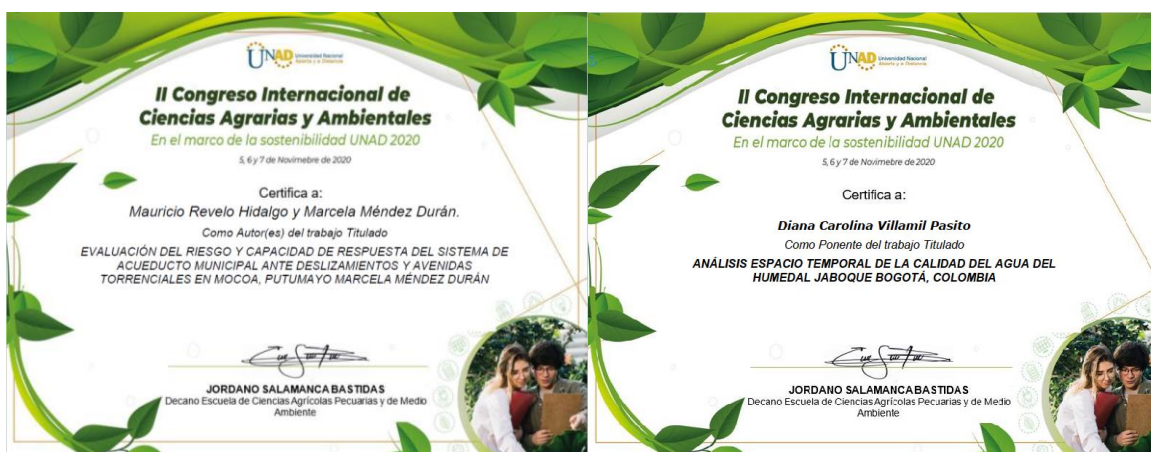 UNAD Universidad Nacional
Abierta y a Distancia
II Congreso Internacional de
Ciencias Agrarias y Ambientales
En el marco de la sostenibilidad UNAD 2020
5, 6 y 7 de Novimebre de 2020
Certifica a:
Mauricio Revelo Hidalgo y Marcela Méndez Durán.
Como Autor(es) del trabajo Titulado
EVALUACIÓN DEL RIESGO Y CAPACIDAD DE RESPUESTA DEL SISTEMA DE
ACUEDUCTO MUNICIPAL ANTE DESLIZAMIENTOS Y AVENIDAS
TORRENCIALES EN MOCOA, PUTUMAYO MARCELA MÉNDEZ DURÁN
JORDANO SALAMANCA BASTIDAS
Decano Escuela de Ciencias Agrícolas Pecuarias y de Medio
Ambiente
UNAD Universidad Nacional
Abierta y a Distancia
II Congreso Internacional de
Ciencias Agrarias y Ambientales
En el marco de la sostenibilidad UNAD 2020
5, 6 y 7 de Novimebre de 2020
Certifica a:
Diana Carolina Villamil Pasito
Como Ponente del trabajo Titulado
ANÁLISIS ESPACIO TEMPORAL DE LA CALIDAD DEL AGUA DEL
HUMEDAL JABOQUE BOGOTÁ, COLOMBIA
JORDANO SALAMANCA BASTIDAS
Decano Escuela de Ciencias Agrícolas Pecuarias y de Medio
Ambiente